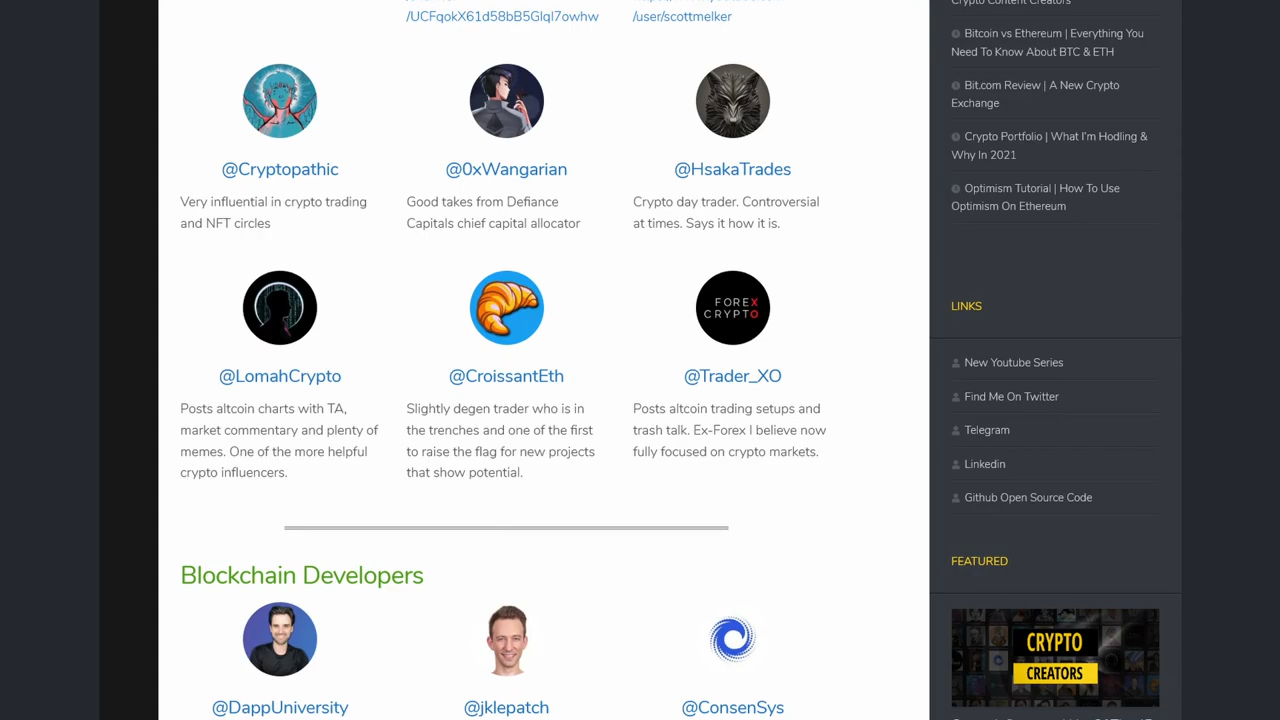 /UCFqokX61d58bB5GlqI7owhw
/user/scottmelker
@Cryptopathic
@0xWangarian
@HsakaTrades
Very influential in crypto trading
and NFT circles
Good takes from Defiance
Capitals chief capital allocator
Crypto day trader. Controversial
at times. Says it how it is.
FOREX
CRYPTO
@LomahCrypto
@CroissantEth
@Trader_XO
Posts altcoin charts with TA,
market commentary and plenty of
memes. One of the more helpful
crypto influencers.
Slightly degen trader who is in
the trenches and one of the first
to raise the flag for new projects
that show potential.
Posts altcoin trading setups and
trash talk. Ex-Forex I believe now
fully focused on crypto markets.
Blockchain Developers
@DappUniversity
@jklepatch
@ConsenSys
Crypto Content Creators
Bitcoin vs Ethereum | Everything You
Need To Know About BTC & ETH
Bit.com Review | A New Crypto
Exchange
Crypto Portfolio | What I'm Hodling &
Why In 2021
Optimism Tutorial | How To Use
Optimism On Ethereum
LINKS
New Youtube Series
Find Me On Twitter
Telegram
Linkedin
Github Open Source Code
FEATURED
CRYPTO
CREATORS